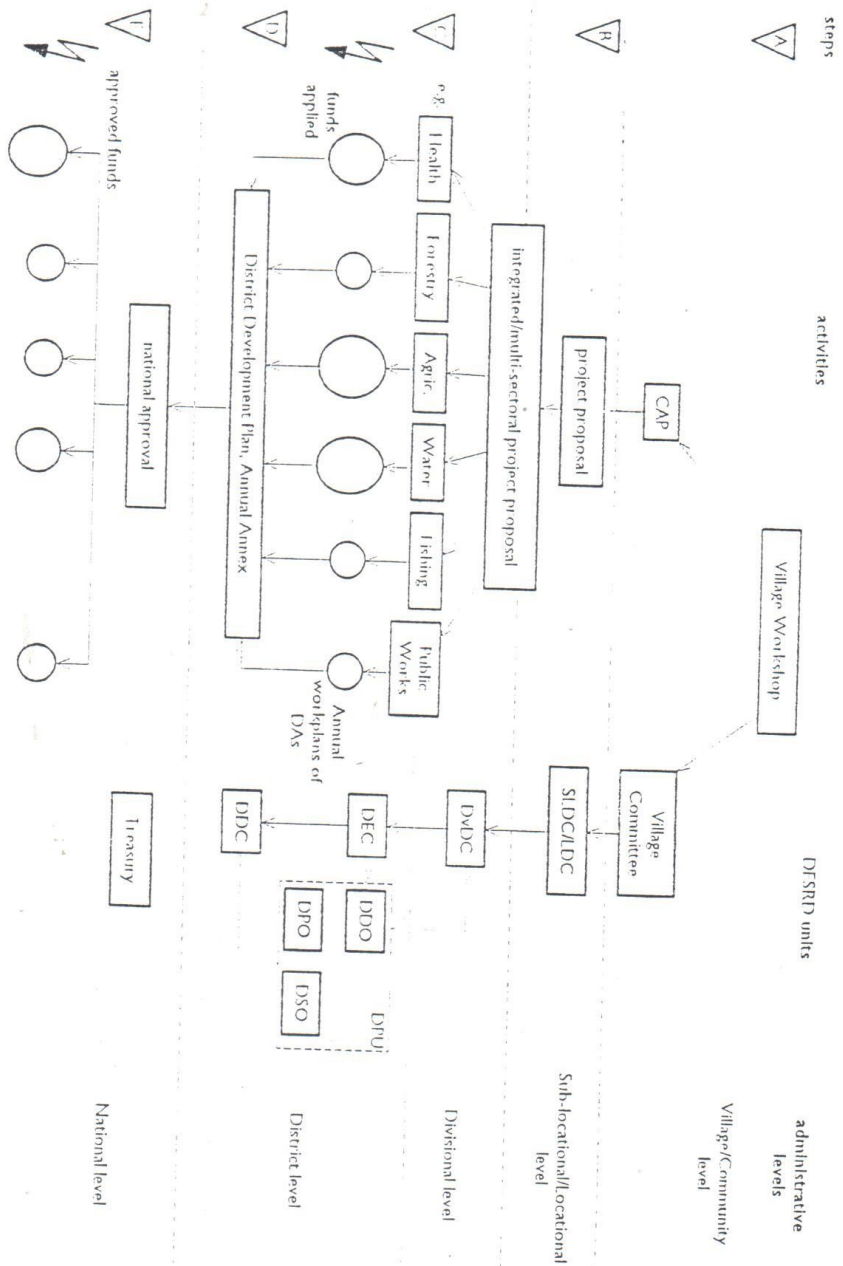 steps
activities
DFSRD units
administrative
levels
A
Village Workshop
Village/Community
level
CAP
Village
Committee
B
project proposal
SLDC/LDC
Sub-locational/Locational
level
integrated/multi-sectoral project proposal
C
e.g.
Health
Forestry
Agric.
Water
Fishing
Public
Works
DvDC
Divisional level
funds
applied
Annual
workplans of
DAs
DEC
DDO
DPU
DPO
DSO
District level
D
District Development Plan, Annual Annex
DDC
E
national approval
Treasury
National level
approved funds